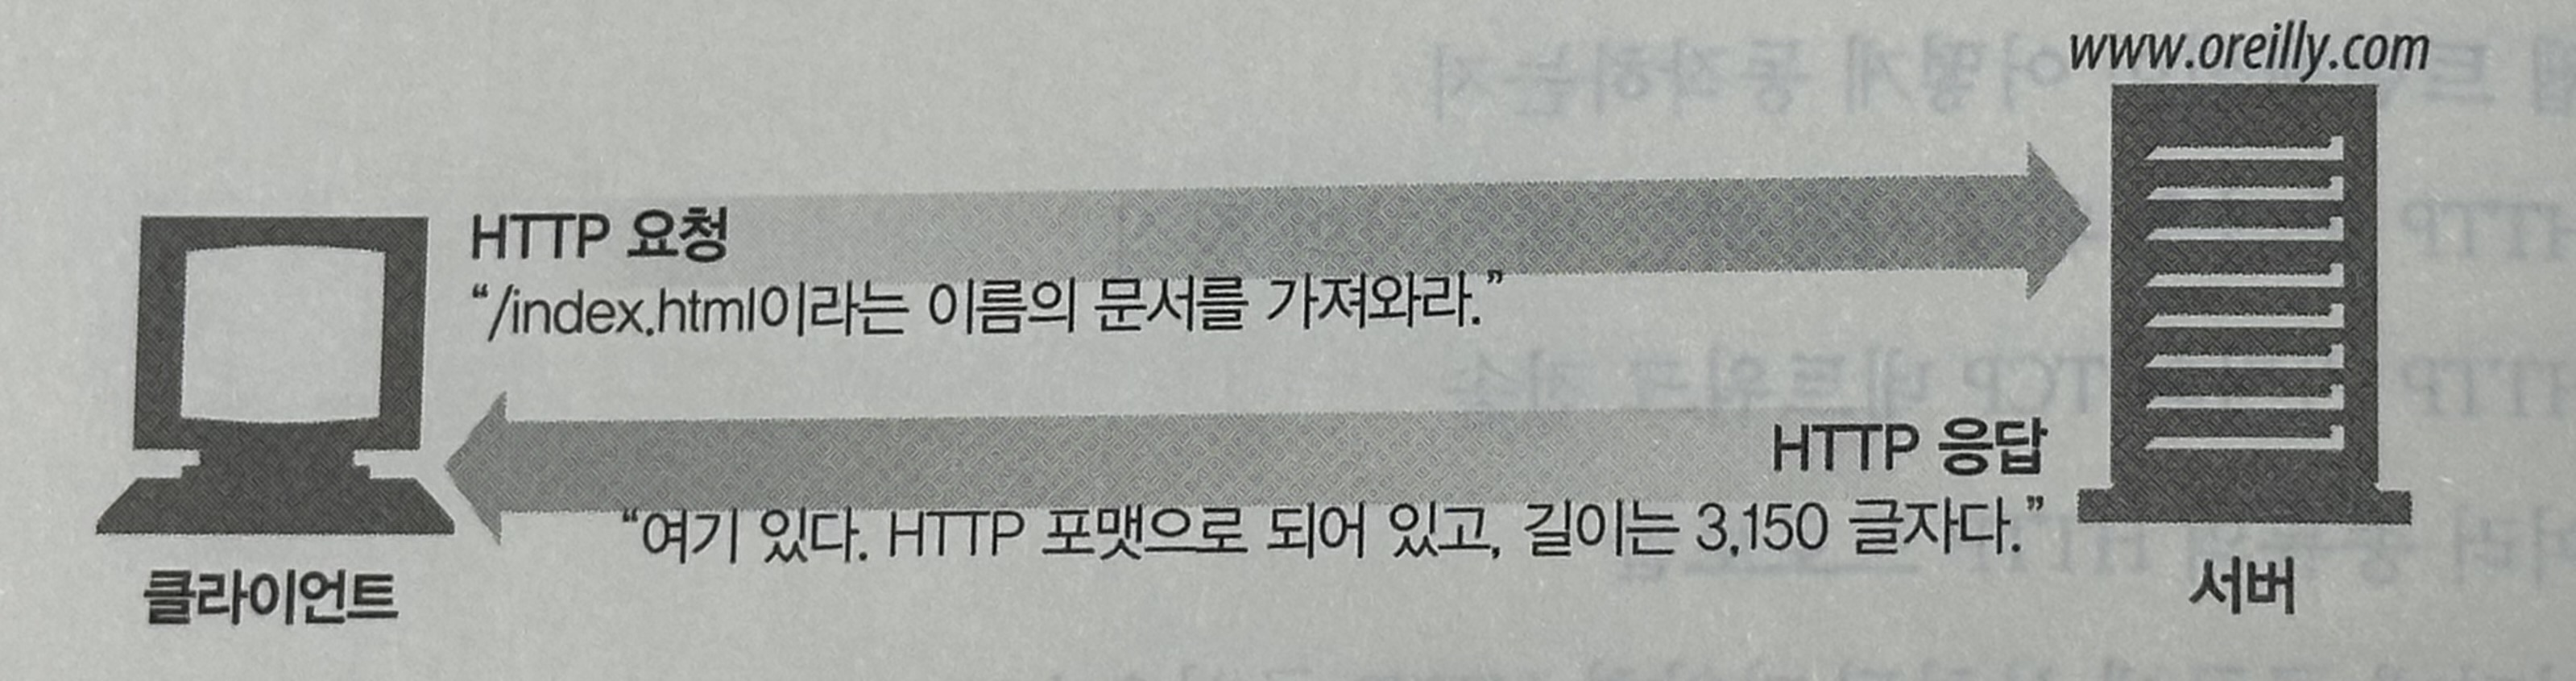 www.oreilly.com
HTTP 요청
“/index.html이라는 이름의 문서를 가져와라.”
HTTP 응답
“여기 있다. HTTP 포맷으로 되어 있고, 길이는 3,150 글자다.”
클라이언트
서버